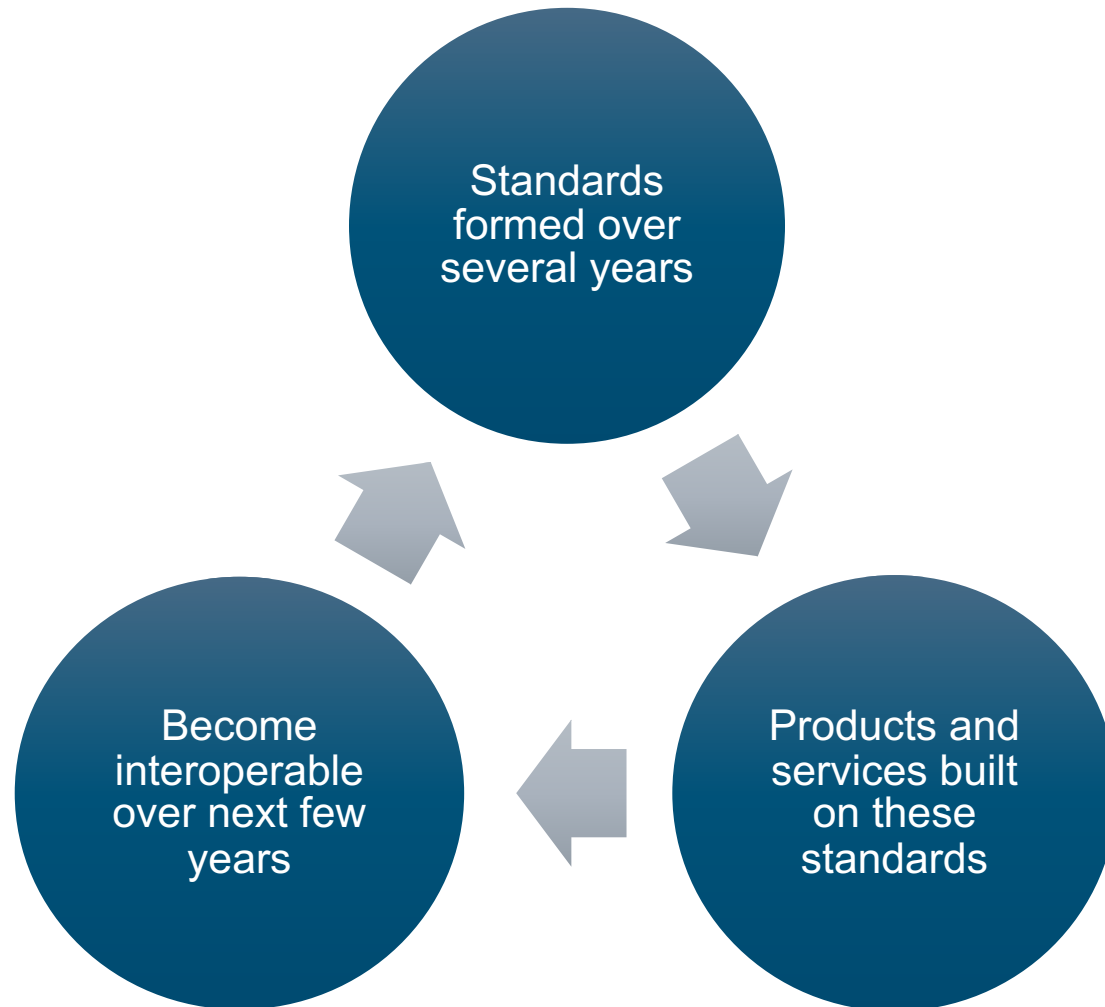 Standards
formed over
several years
Products and
services built
on these
standards
Become
interoperable
over next few
years